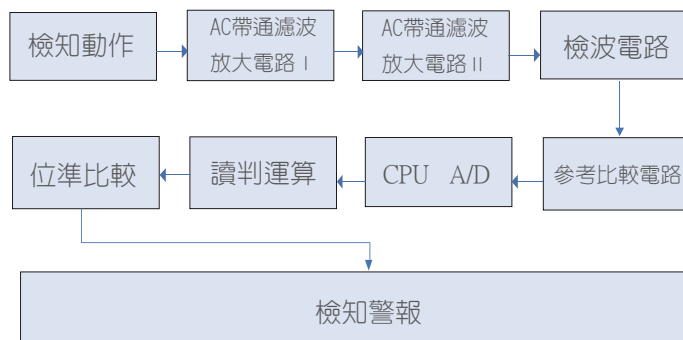 檢知動作
AC帶通濾波
放大電路 I
AC帶通濾波
放大電路 II
檢波電路
參考比較電路
CPU A/D
讀判運算
位準比較
檢知警報